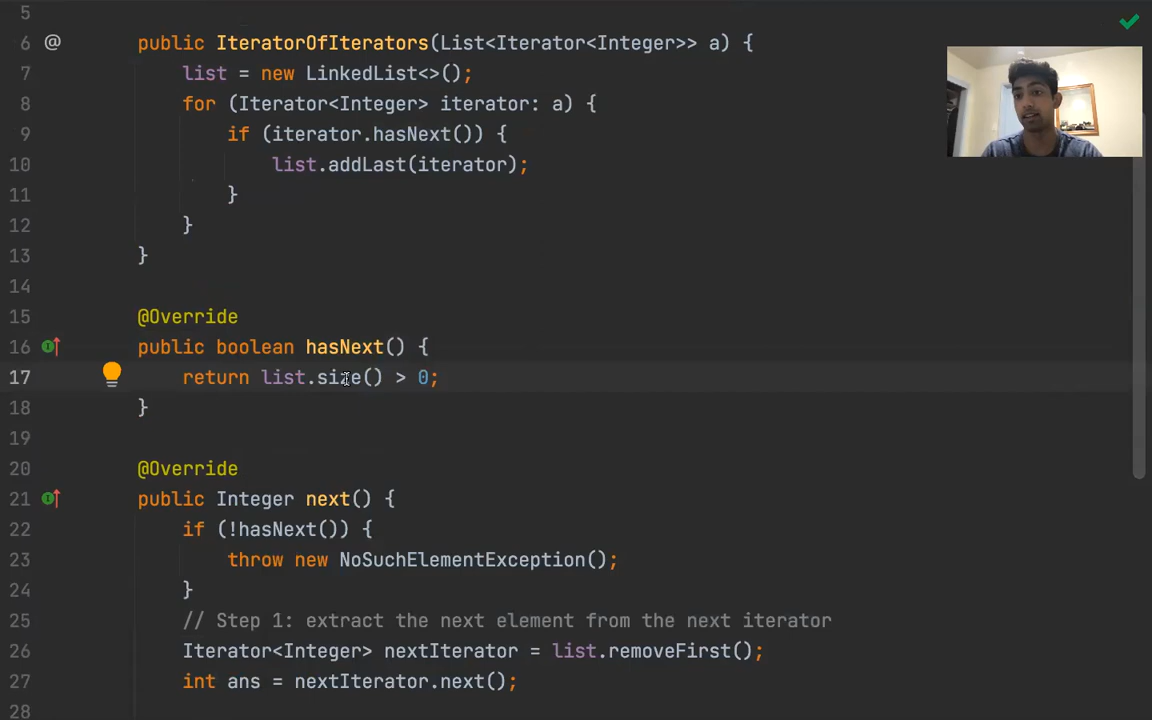 5
6 @ public IteratorOfIterators(List<Iterator<Integer>> a) {
7 list = new LinkedList<>();
8 for (Iterator<Integer> iterator: a) {
9 if (iterator.hasNext()) {
10 list.addLast(iterator);
11 }
12 }
13 }
14
15 @Override
16 public boolean hasNext() {
17 return list.size() > 0;
18 }
19
20 @Override
21 public Integer next() {
22 if (!hasNext()) {
23 throw new NoSuchElementException();
24 }
25 // Step 1: extract the next element from the next iterator
26 Iterator<Integer> nextIterator = list.removeFirst();
27 int ans = nextIterator.next();
28